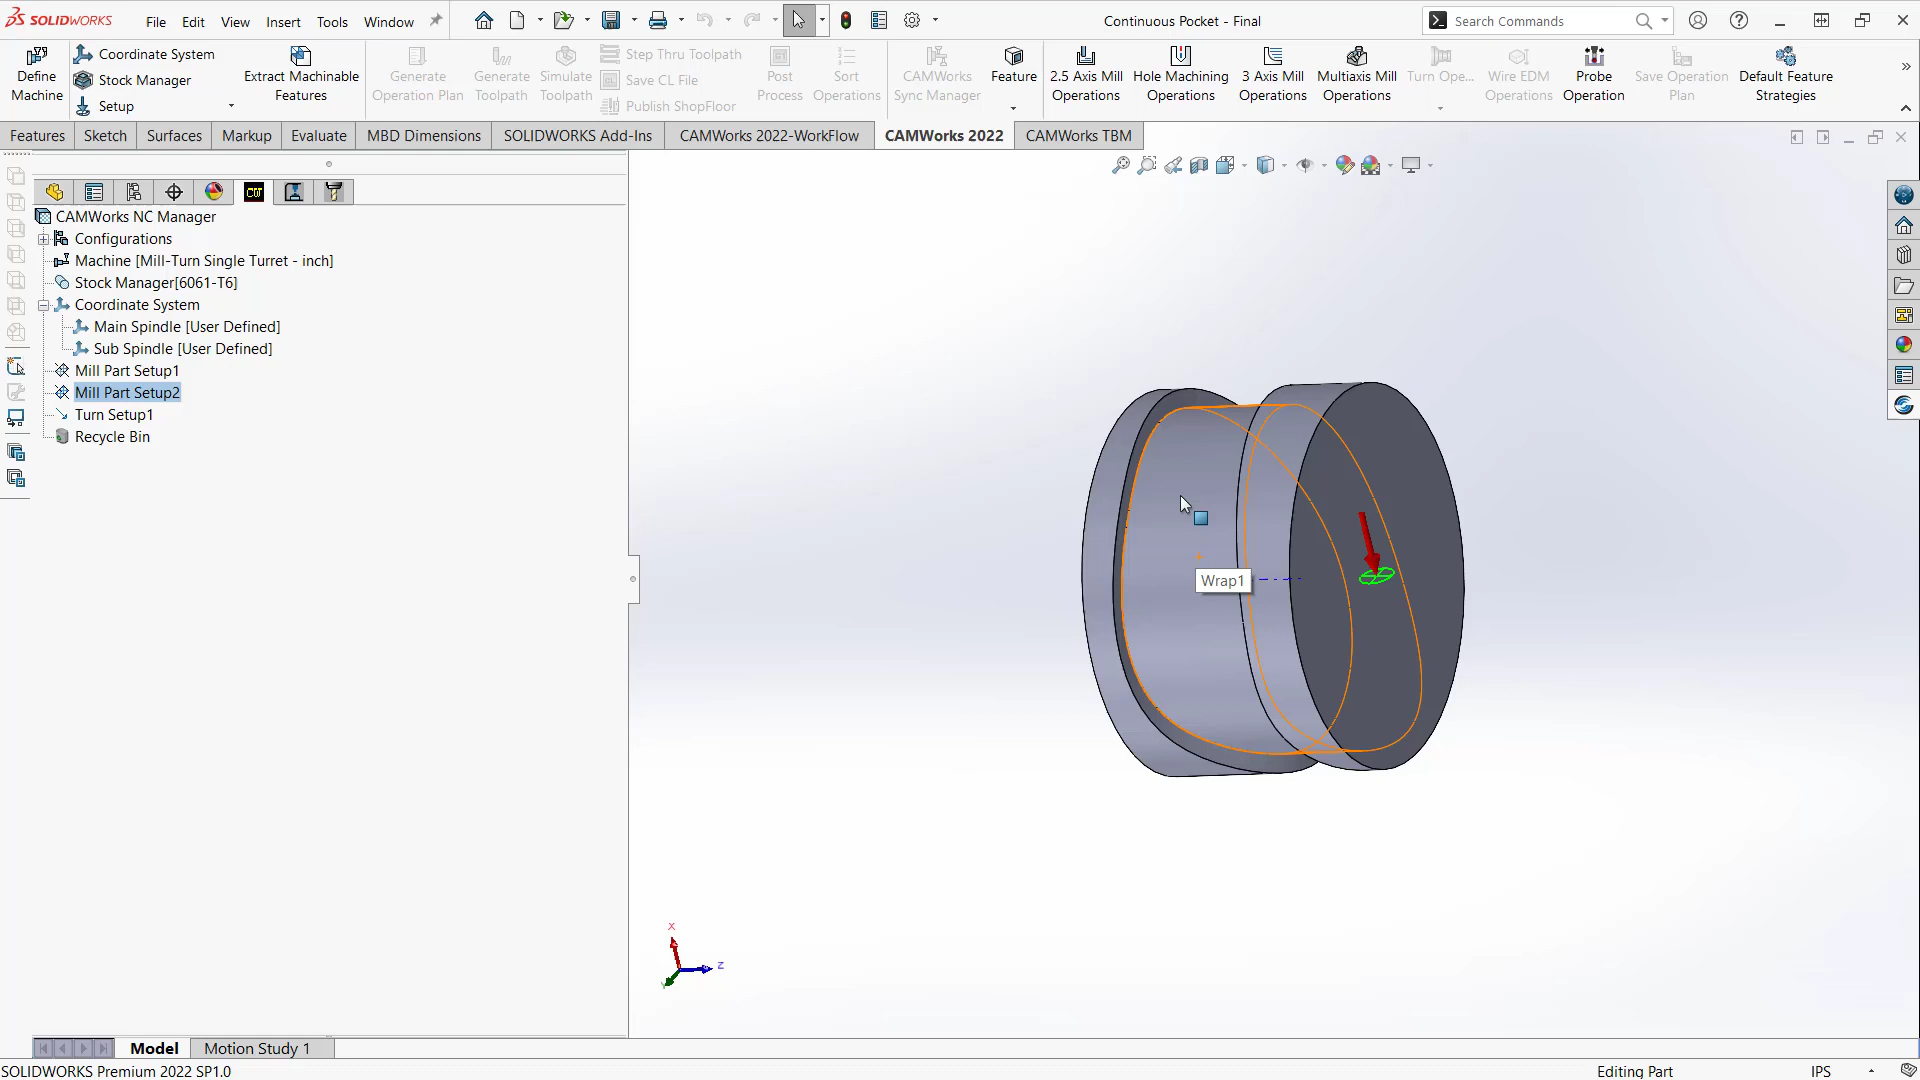 SOLIDWORKS File Edit View Insert Tools Window Continuous Pocket - Final Search Commands
Define Machine
Coordinate System
Stock Manager
Setup
Extract Machinable Features
Generate Operation Plan
Generate Toolpath
Simulate Toolpath
Step Thru Toolpath
Save CL File
Publish ShopFloor
Post Process
Sort Operations
CAMWorks Sync Manager
Feature
2.5 Axis Mill Operations
Hole Machining Operations
3 Axis Mill Operations
Multiaxis Mill Operations
Turn Ope...
Wire EDM Operations
Probe Operation
Save Operation Plan
Default Feature Strategies
Features Sketch Surfaces Markup Evaluate MBD Dimensions SOLIDWORKS Add-Ins CAMWorks 2022-WorkFlow CAMWorks 2022 CAMWorks TBM
CAMWorks NC Manager
Configurations
Machine [Mill-Turn Single Turret - inch]
Stock Manager[6061-T6]
Coordinate System
Main Spindle [User Defined]
Sub Spindle [User Defined]
Mill Part Setup1
Mill Part Setup2
Turn Setup1
Recycle Bin
Wrap1
X
Z
Y
Model Motion Study 1
SOLIDWORKS Premium 2022 SP1.0 Editing Part IPS